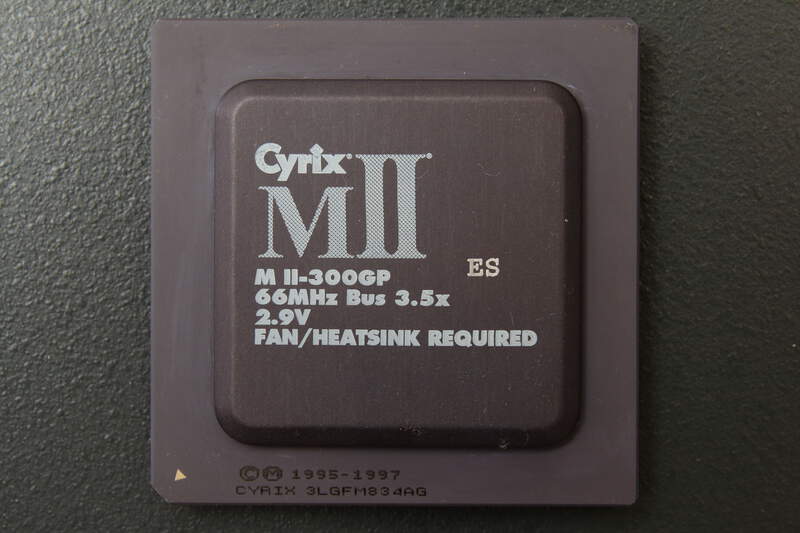 Cyrix®
MII®
M II-300GP
ES
66MHz Bus 3.5x
2.9V
FAN/HEATSINK REQUIRED
©Ⓜ 1995-1997
CYRIX 3LGFM834AG